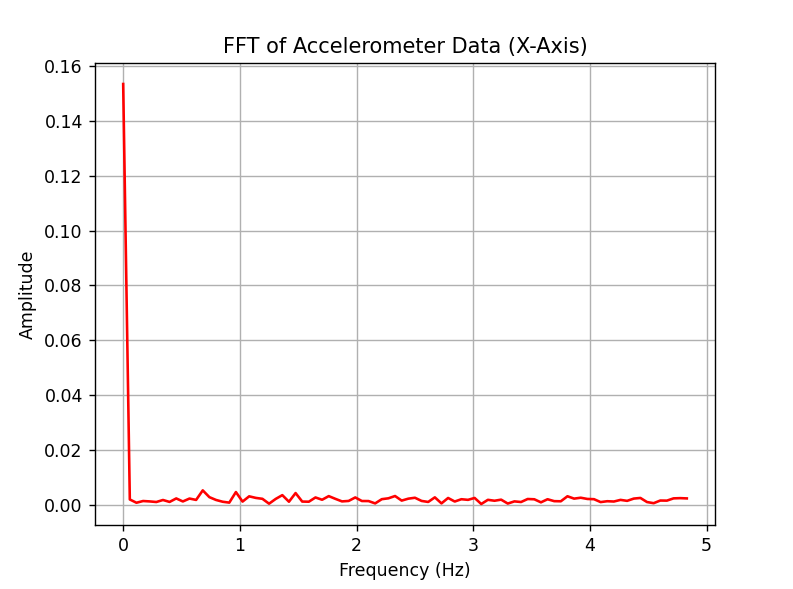 FFT of Accelerometer Data (X-Axis)
0.16
0.14
0.12
0.10
0.08
0.06
0.04
0.02
0.00
Amplitude
0 1 2 3 4 5
Frequency (Hz)